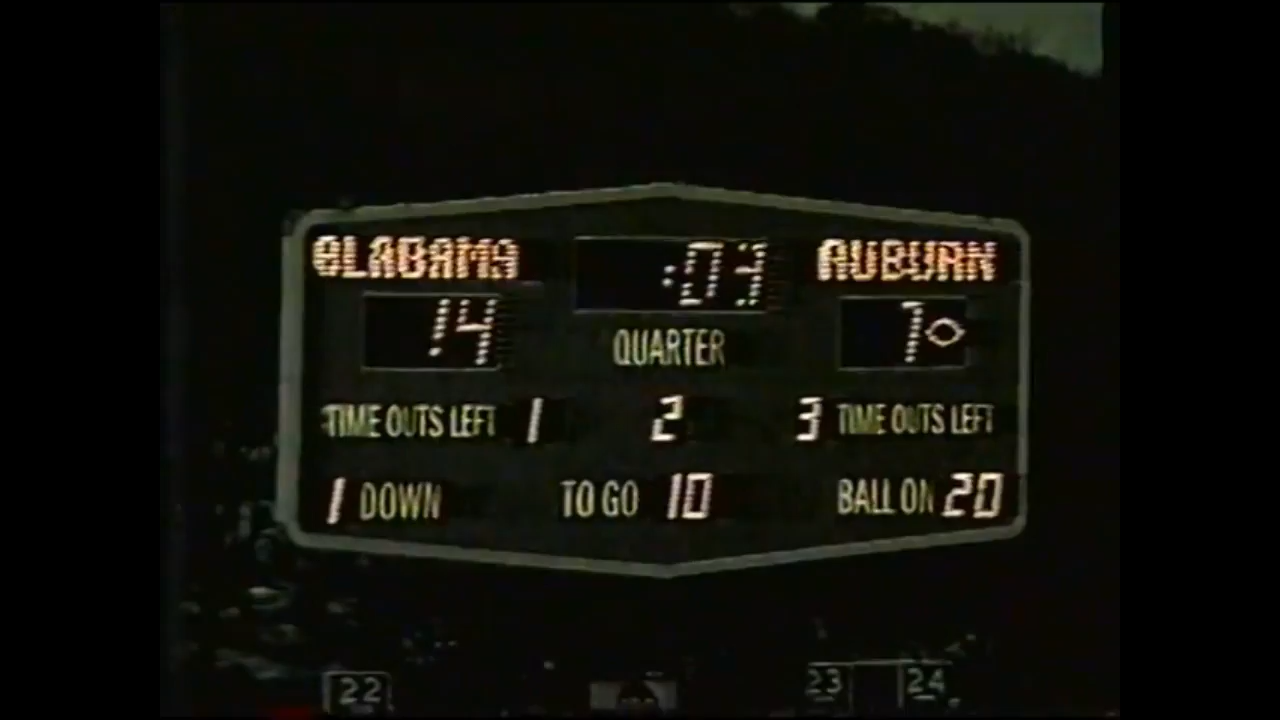 ALABAMA :03 AUBURN
14 QUARTER 7
TIME OUTS LEFT 1 2 3 TIME OUTS LEFT
1 DOWN TO GO 10 BALL ON 20
22 23 24